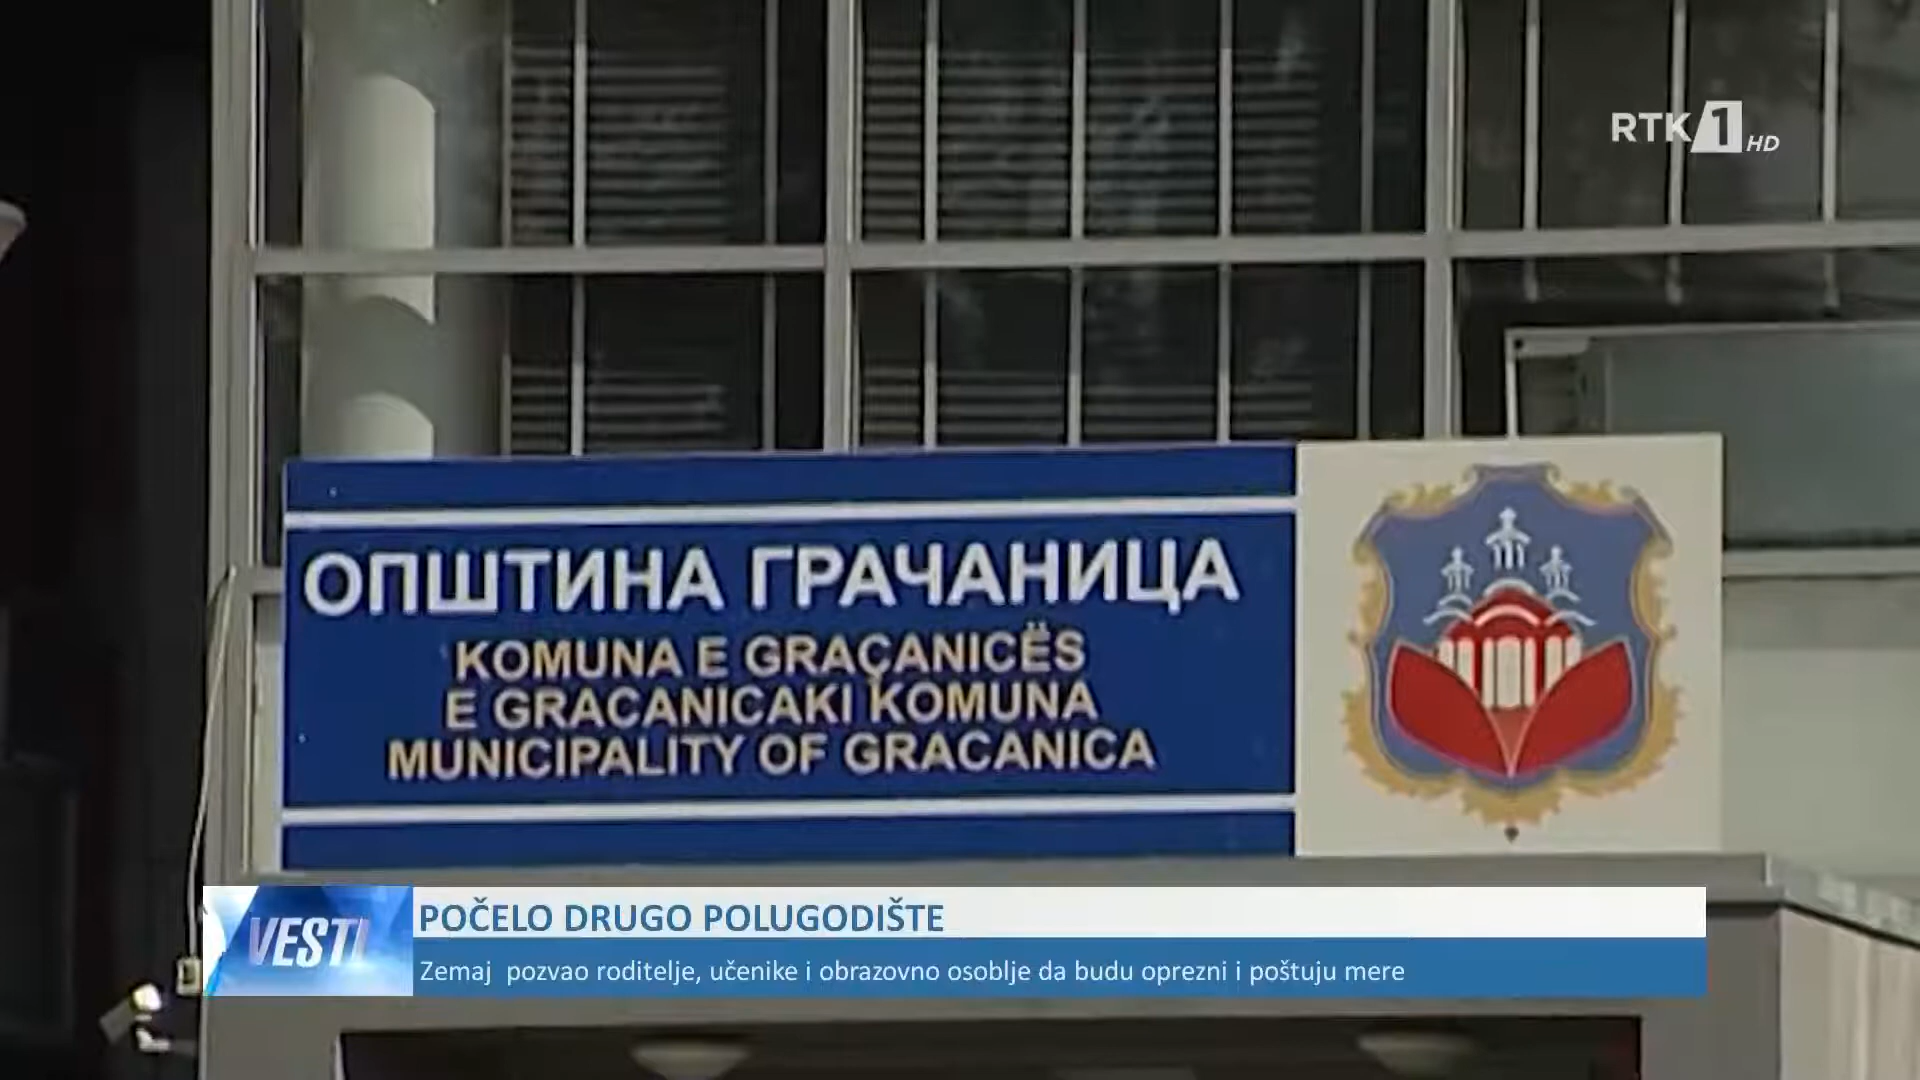 RTK 1 HD
ОПШТИНА ГРАЧАНИЦА
KOMUNA E GRAÇANICËS
E GRACANICAKI KOMUNA
MUNICIPALITY OF GRACANICA
VESTI
POČELO DRUGO POLUGODIŠTE
Zemaj pozvao roditelje, učenike i obrazovno osoblje da budu oprezni i poštuju mere